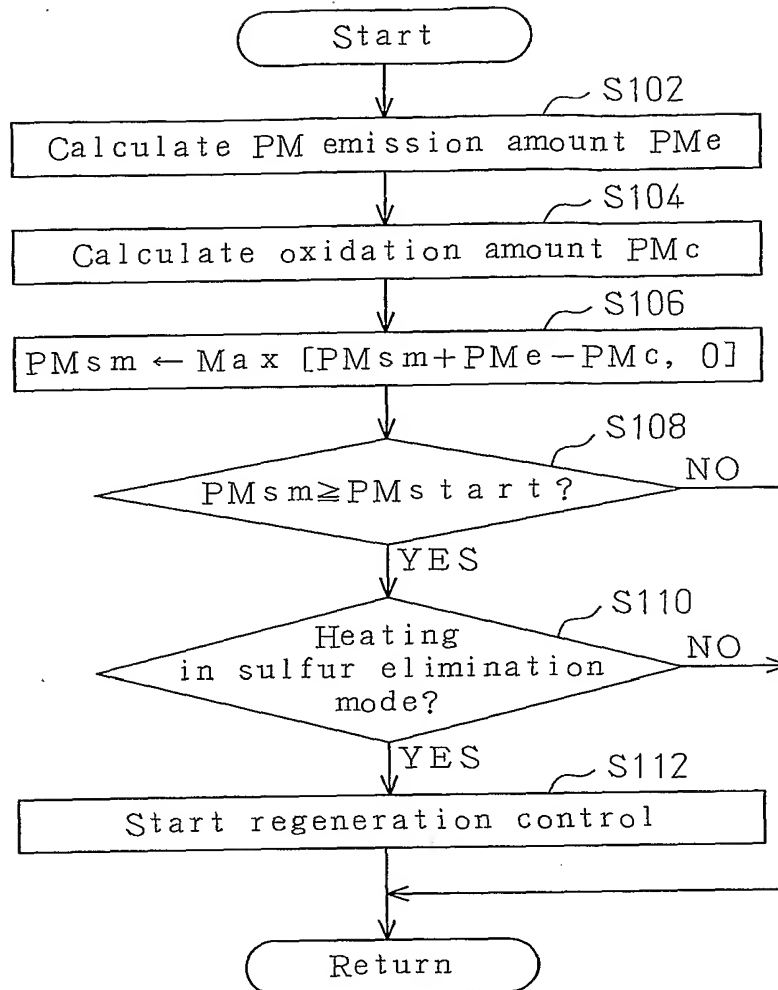 Start
S102
Calculate PM emission amount PMe
S104
Calculate oxidation amount PMc
S106
PMsm ← Max [PMsm+PMe−PMc, 0]
S108
PMsm≧PMstart?
NO
YES
S110
Heating
in sulfur elimination
mode?
NO
YES
S112
Start regeneration control
Return